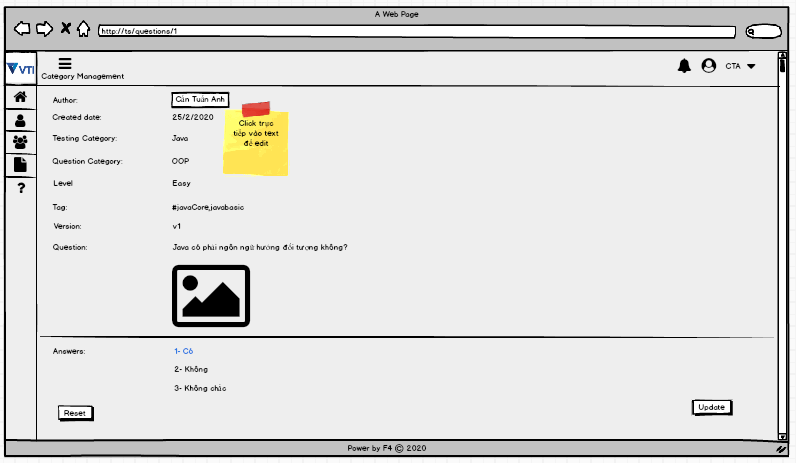 A Web Page
http://ts/questions/1
VTI
Category Management
CTA
Author: Cấn Tuấn Anh
Created date: 25/2/2020
Click trực
tiếp vào text
để edit
Testing Category: Java
Question Category: OOP
Level Easy
Tag: #javaCore,javabasic
Version: v1
Question: Java có phải ngôn ngữ hướng đối tượng không?
Answers: 1- Có
2- Không
3- Không chắc
Reset
Update
Power by F4 © 2020